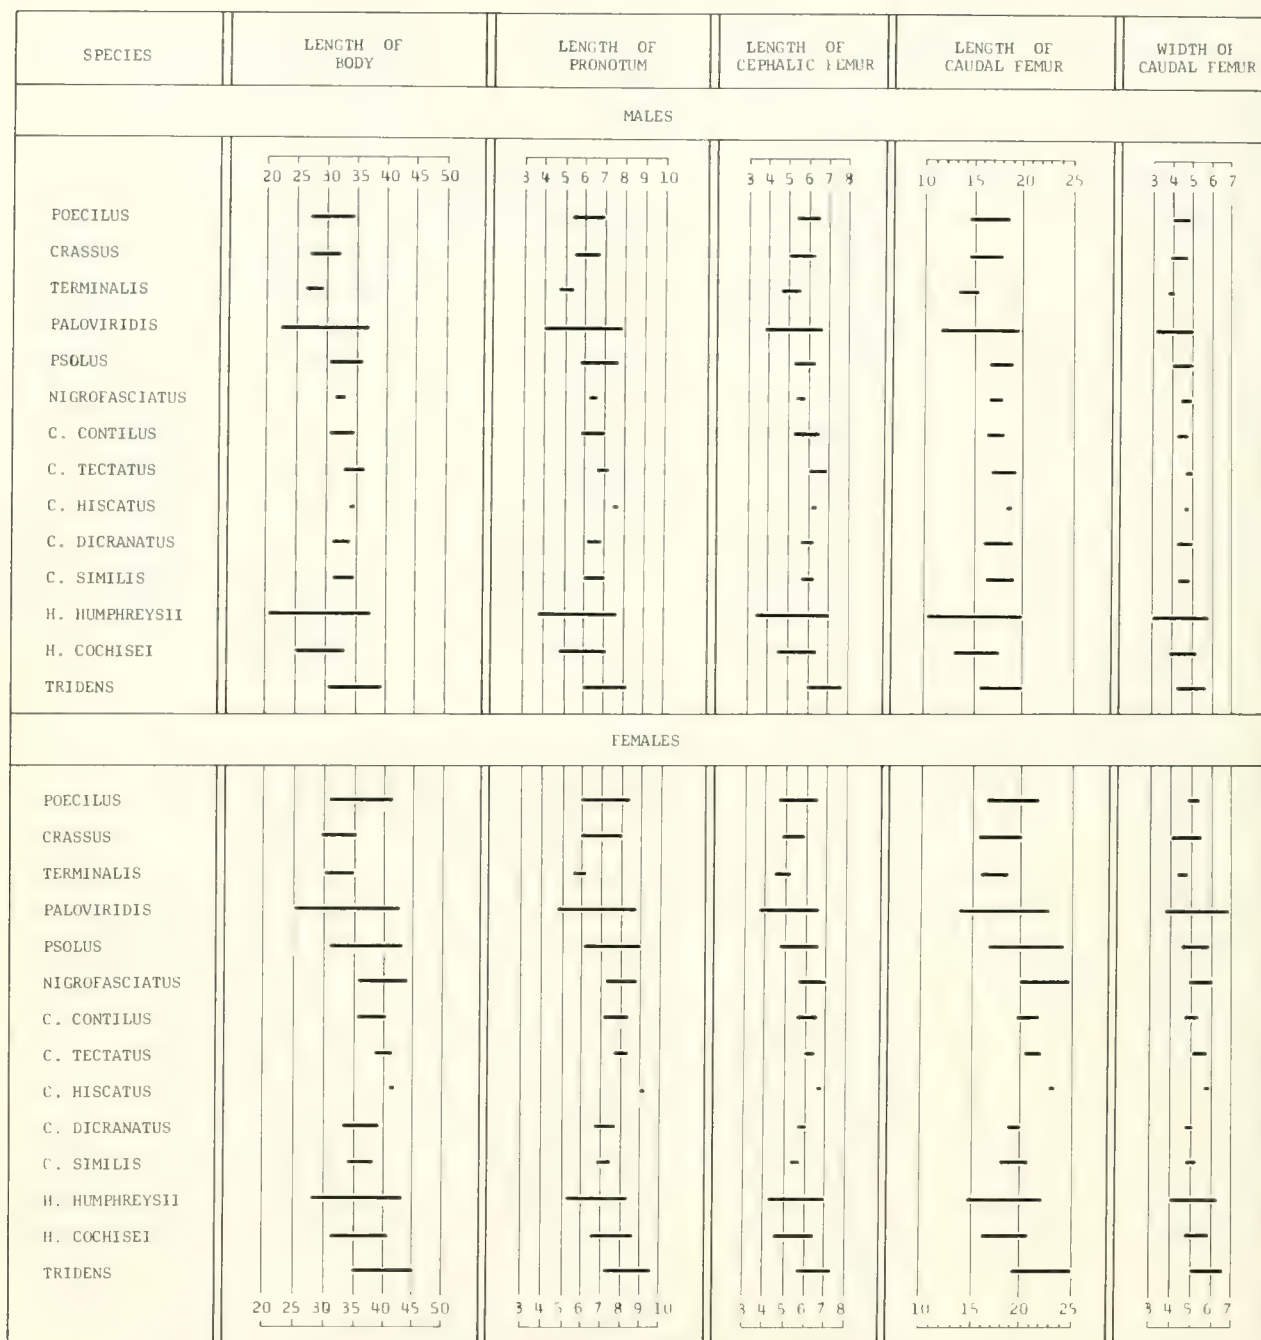 SPECIES
LENGTH OF
BODY
LENGTH OF
PRONOTUM
LENGTH OF
CEPHALIC FEMUR
LENGTH OF
CAUDAL FEMUR
WIDTH OF
CAUDAL FEMUR
MALES
20 25 30 35 40 45 50
3 4 5 6 7 8 9 10
3 4 5 6 7 8
10 15 20 25
3 4 5 6 7
POECILUS
CRASSUS
TERMINALIS
PALOVIRIDIS
PSOLUS
NIGROFASCIATUS
C. CONTILUS
C. TECTATUS
C. HISCATUS
C. DICRANATUS
C. SIMILIS
H. HUMPHREYSII
H. COCHISEI
TRIDENS
FEMALES
POECILUS
CRASSUS
TERMINALIS
PALOVIRIDIS
PSOLUS
NIGROFASCIATUS
C. CONTILUS
C. TECTATUS
C. HISCATUS
C. DICRANATUS
C. SIMILIS
H. HUMPHREYSII
H. COCHISEI
TRIDENS
20 25 30 35 40 45 50
3 4 5 6 7 8 9 10
3 4 5 6 7 8
10 15 20 25
3 4 5 6 7